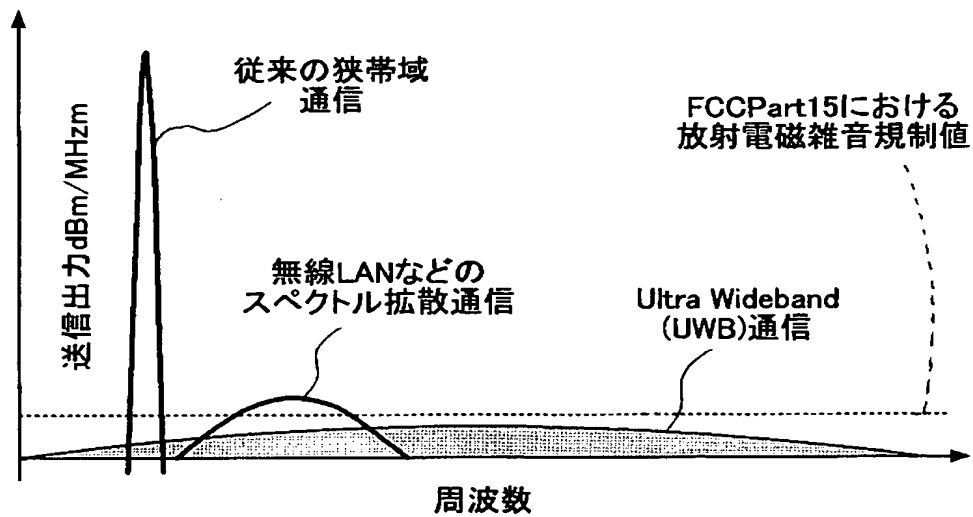 従来の狭帯域
通信
FCCPart15における
放射電磁雑音規制値
送信出力dBm/MHzm
無線LANなどの
スペクトル拡散通信
Ultra Wideband
(UWB)通信
周波数